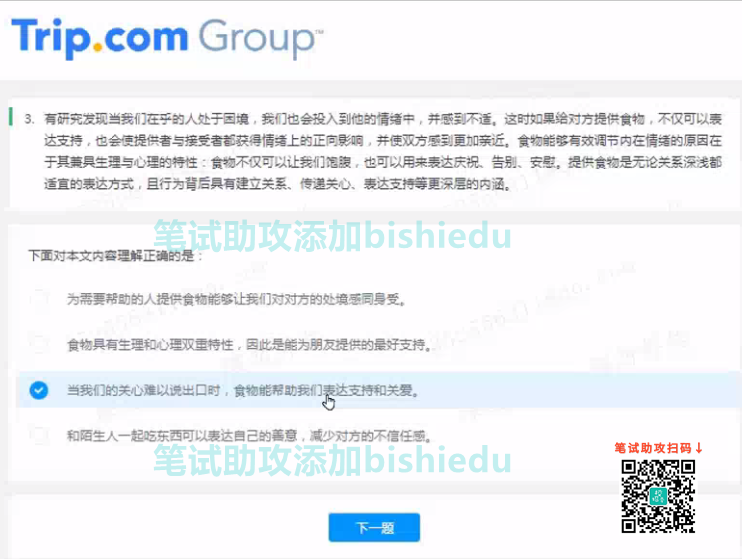 Trip.com Group™
3. 有研究发现当我们在乎的人处于困境，我们也会投入到他的情绪中，并感到不适。这时如果给对方提供食物，不仅可以表
达支持，也会使提供者与接受者都获得情绪上的正向影响，并使双方感到更加亲近。食物能够有效调节内在情绪的原因在
于其兼具生理与心理的特性：食物不仅可以让我们饱腹，也可以用来表达庆祝、告别、安慰。提供食物是无论关系深浅都
适宜的表达方式，且行为背后具有建立关系、传递关心、表达支持等更深层的内涵。
笔试助攻添加bishiedu
下面对本文内容理解正确的是：
为需要帮助的人提供食物能够让我们对对方的处境感同身受。
食物具有生理和心理双重特性，因此是能为朋友提供的最好支持。
当我们的关心难以说出口时，食物能帮助我们表达支持和关爱。
和陌生人一起吃东西可以表达自己的善意，减少对方的不信任感。
笔试助攻扫码↓
笔试助攻添加bishiedu
下一题